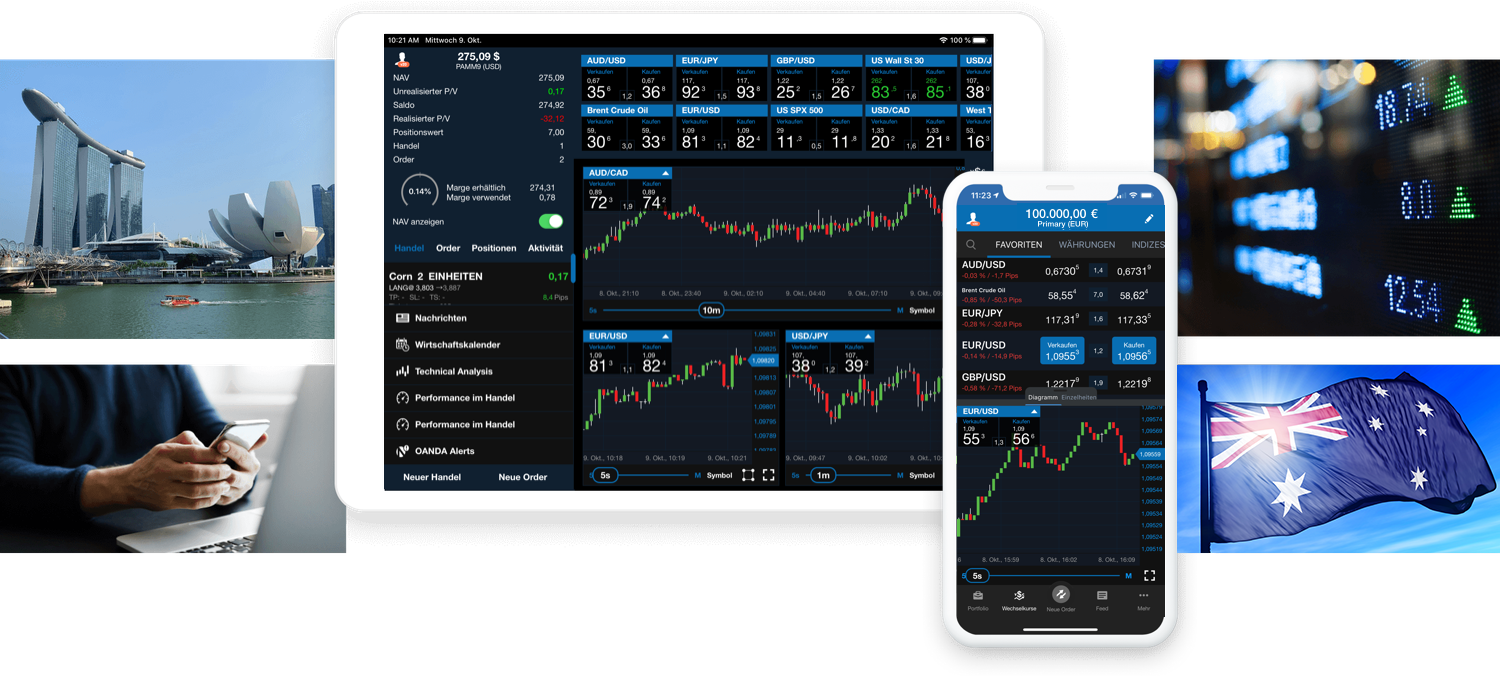 10:21 AM Mittwoch 9. Okt.
100 %
275,09 $
PAMM9 (USD)
NAV 275,09
Unrealisierter P/V 0,17
Saldo 274,92
Realisierter P/V -32,12
Positionswert 7,00
Handel 1
Order 2
0.14%
Marge erhältlich 274,31
Marge verwendet 0,78
NAV anzeigen
Handel Order Positionen Aktivität
Corn 2 EINHEITEN 0,17
LANG@ 3,803 →3,887
TP: - SL: - TS: - 8.4 Pips
Nachrichten
Wirtschaftskalender
Technical Analysis
Performance im Handel
Performance im Handel
OANDA Alerts
Neuer Handel Neue Order
AUD/USD EUR/JPY GBP/USD US Wall St 30 USD/J
Verkaufen Kaufen Verkaufen Kaufen Verkaufen Kaufen Verkaufen Kaufen Verkaufen
0,67 0,67 117, 117, 1,22 1,22 262 262 107,
35 6 1,2 36 8 92 3 1,5 93 8 25 2 1,5 26 7 83 .5 1,6 85 .1 38 0
Brent Crude Oil EUR/USD US SPX 500 USD/CAD West T
Verkaufen Kaufen Verkaufen Kaufen Verkaufen Kaufen Verkaufen Kaufen Verkaufen
59, 59, 1,09 1,09 29 29 1,33 1,33 53,
30 6 3,0 33 6 81 3 1,1 82 4 11 .3 0,5 11 .8 20 2 1,6 21 8 16 3
AUD/CAD
Verkaufen Kaufen
0,89 0,89
72 3 1,9 74 2
8. Okt., 21:10 8. Okt., 23:40 9. Okt., 02:10 9. Okt., 04:40 9. Okt., 07:10 9. Okt., 09:
5s 10m M Symbol
EUR/USD
Verkaufen Kaufen
1,09 1,09
81 3 1,1 82 4
1,09831
1,09825
1,09820
1,09813
1,09807
1,09801
1,09795
1,09789
9. Okt., 10:18 9. Okt., 10:19 9. Okt., 10:21
5s M Symbol
USD/JPY
Verkaufen Kaufen
107, 107,
38 0 1,2 39 2
9. Okt., 09:47 9. Okt., 10:02
5s 1m M Symbol
11:23
100.000,00 €
Primary (EUR)
FAVORITEN WÄHRUNGEN INDIZES
AUD/USD 0,6730 5 1,4 0,6731 9
-0,03 % / -1,7 Pips
Brent Crude Oil 58,55 4 7,0 58,62 4
-0,85 % / -50,3 Pips
EUR/JPY 117,31 9 1,6 117,33 5
-0,28 % / -32,8 Pips
EUR/USD Verkaufen 1,0955 3 1,2 Kaufen 1,0956 5
-0,14 % / -14,9 Pips
GBP/USD 1,2217 9 1,9 1,2219 8
-0,58 % / -71,2 Pips
Diagramm Einzelheiten
EUR/USD
Verkaufen Kaufen
1,09 1,09
55 3 1,3 56 6
1,09574
1,09569
1,09564
1,09559
1,09554
1,09549
1,09544
1,09539
1,09534
1,09529
1,09524
1,09519
6 8. Okt., 15:59 8. Okt., 16:02 8. Okt., 16:09
5s M
Portfolio Wechselkurse Neue Order Feed Mehr
18.74
8.0
12.54